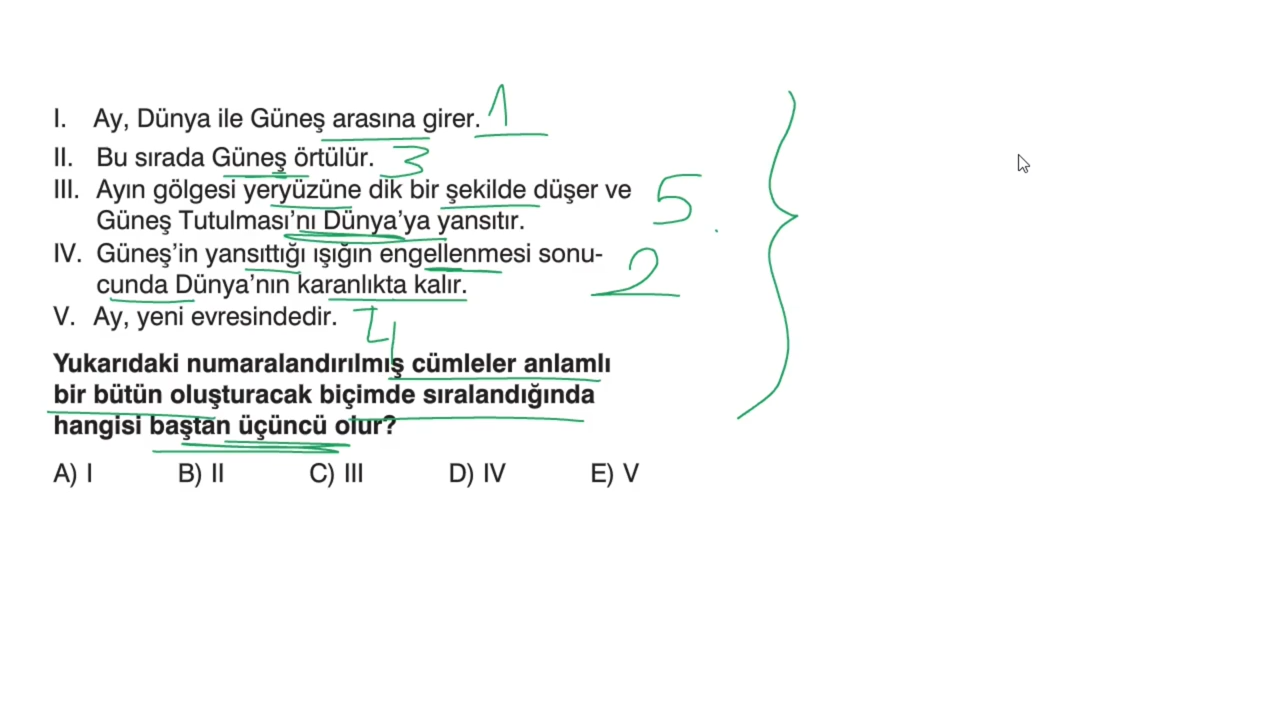 I. Ay, Dünya ile Güneş arasına girer. 1
II. Bu sırada Güneş örtülür. 3
III. Ayın gölgesi yeryüzüne dik bir şekilde düşer ve
Güneş Tutulması'nı Dünya'ya yansıtır. 5.
IV. Güneş'in yansıttığı ışığın engellenmesi sonu-
cunda Dünya'nın karanlıkta kalır. 2
V. Ay, yeni evresindedir. 4
Yukarıdaki numaralandırılmış cümleler anlamlı
bir bütün oluşturacak biçimde sıralandığında
hangisi baştan üçüncü olur?
A) I B) II C) III D) IV E) V